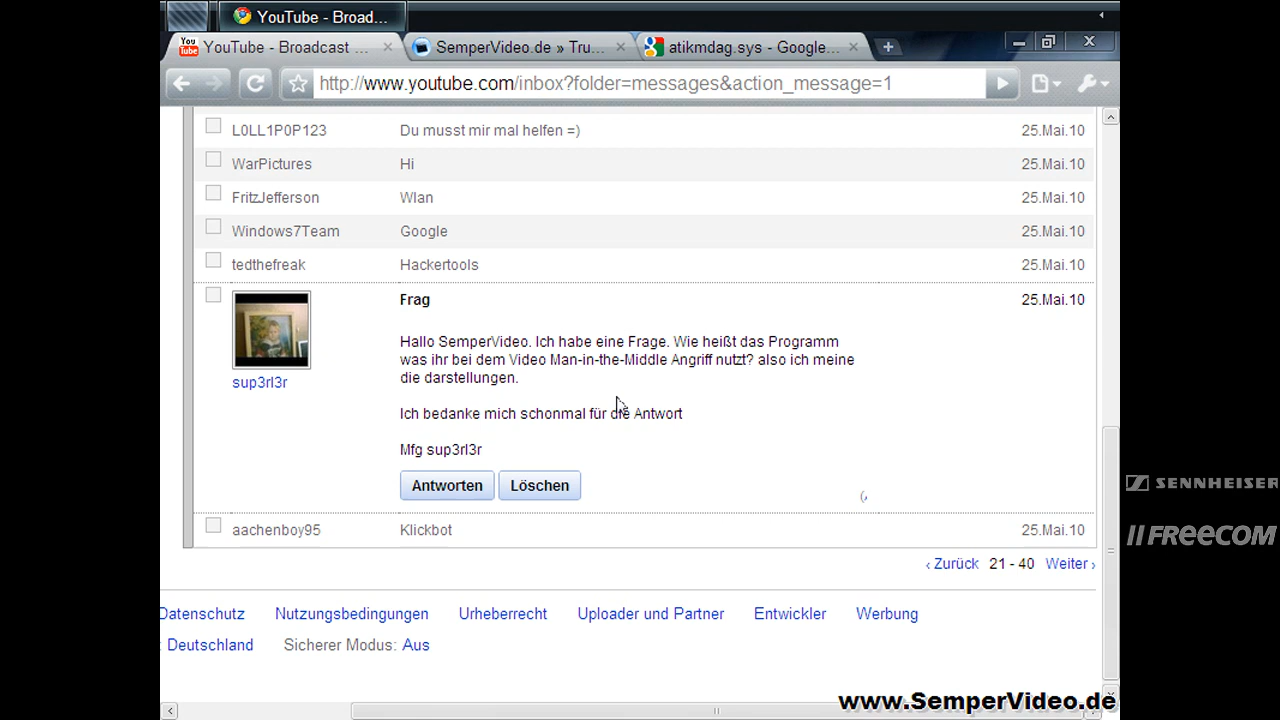 YouTube - Broad...
YouTube - Broadcast ...
SemperVideo.de » Tru...
atikmdag.sys - Google...
http://www.youtube.com/inbox?folder=messages&action_message=1
L0LL1P0P123 Du musst mir mal helfen =) 25.Mai.10
WarPictures Hi 25.Mai.10
FritzJefferson Wlan 25.Mai.10
Windows7Team Google 25.Mai.10
tedthefreak Hackertools 25.Mai.10
Frag 25.Mai.10
Hallo SemperVideo. Ich habe eine Frage. Wie heißt das Programm
was ihr bei dem Video Man-in-the-Middle Angriff nutzt? also ich meine
die darstellungen.
sup3rl3r
Ich bedanke mich schonmal für die Antwort
Mfg sup3rl3r
Antworten Löschen
aachenboy95 Klickbot 25.Mai.10
‹ Zurück 21 - 40 Weiter ›
Datenschutz Nutzungsbedingungen Urheberrecht Uploader und Partner Entwickler Werbung
: Deutschland Sicherer Modus: Aus
www.SemperVideo.de
SENNHEISER
FREECOM